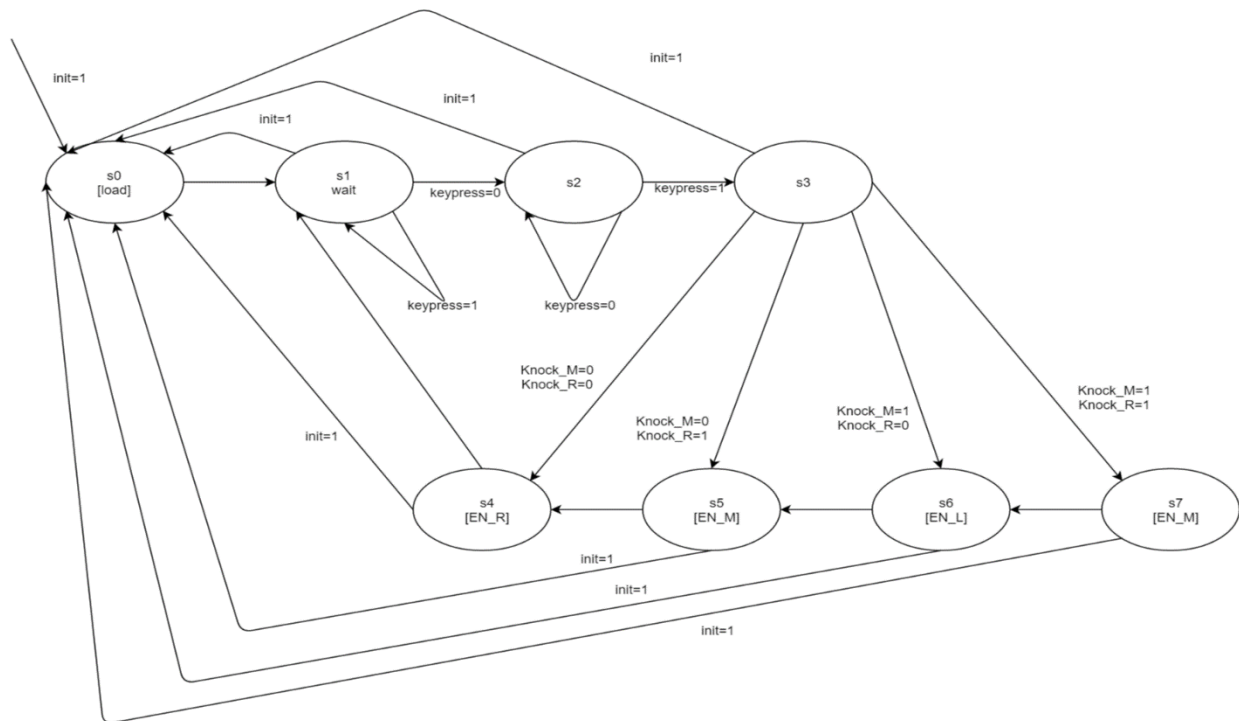 init=1
init=1
init=1
init=1
s0
[load]
s1
wait
s2
s3
keypress=0
keypress=1
keypress=1
keypress=0
Knock_M=0
Knock_R=0
Knock_M=0
Knock_R=1
Knock_M=1
Knock_R=0
Knock_M=1
Knock_R=1
init=1
s4
[EN_R]
s5
[EN_M]
s6
[EN_L]
s7
[EN_M]
init=1
init=1
init=1